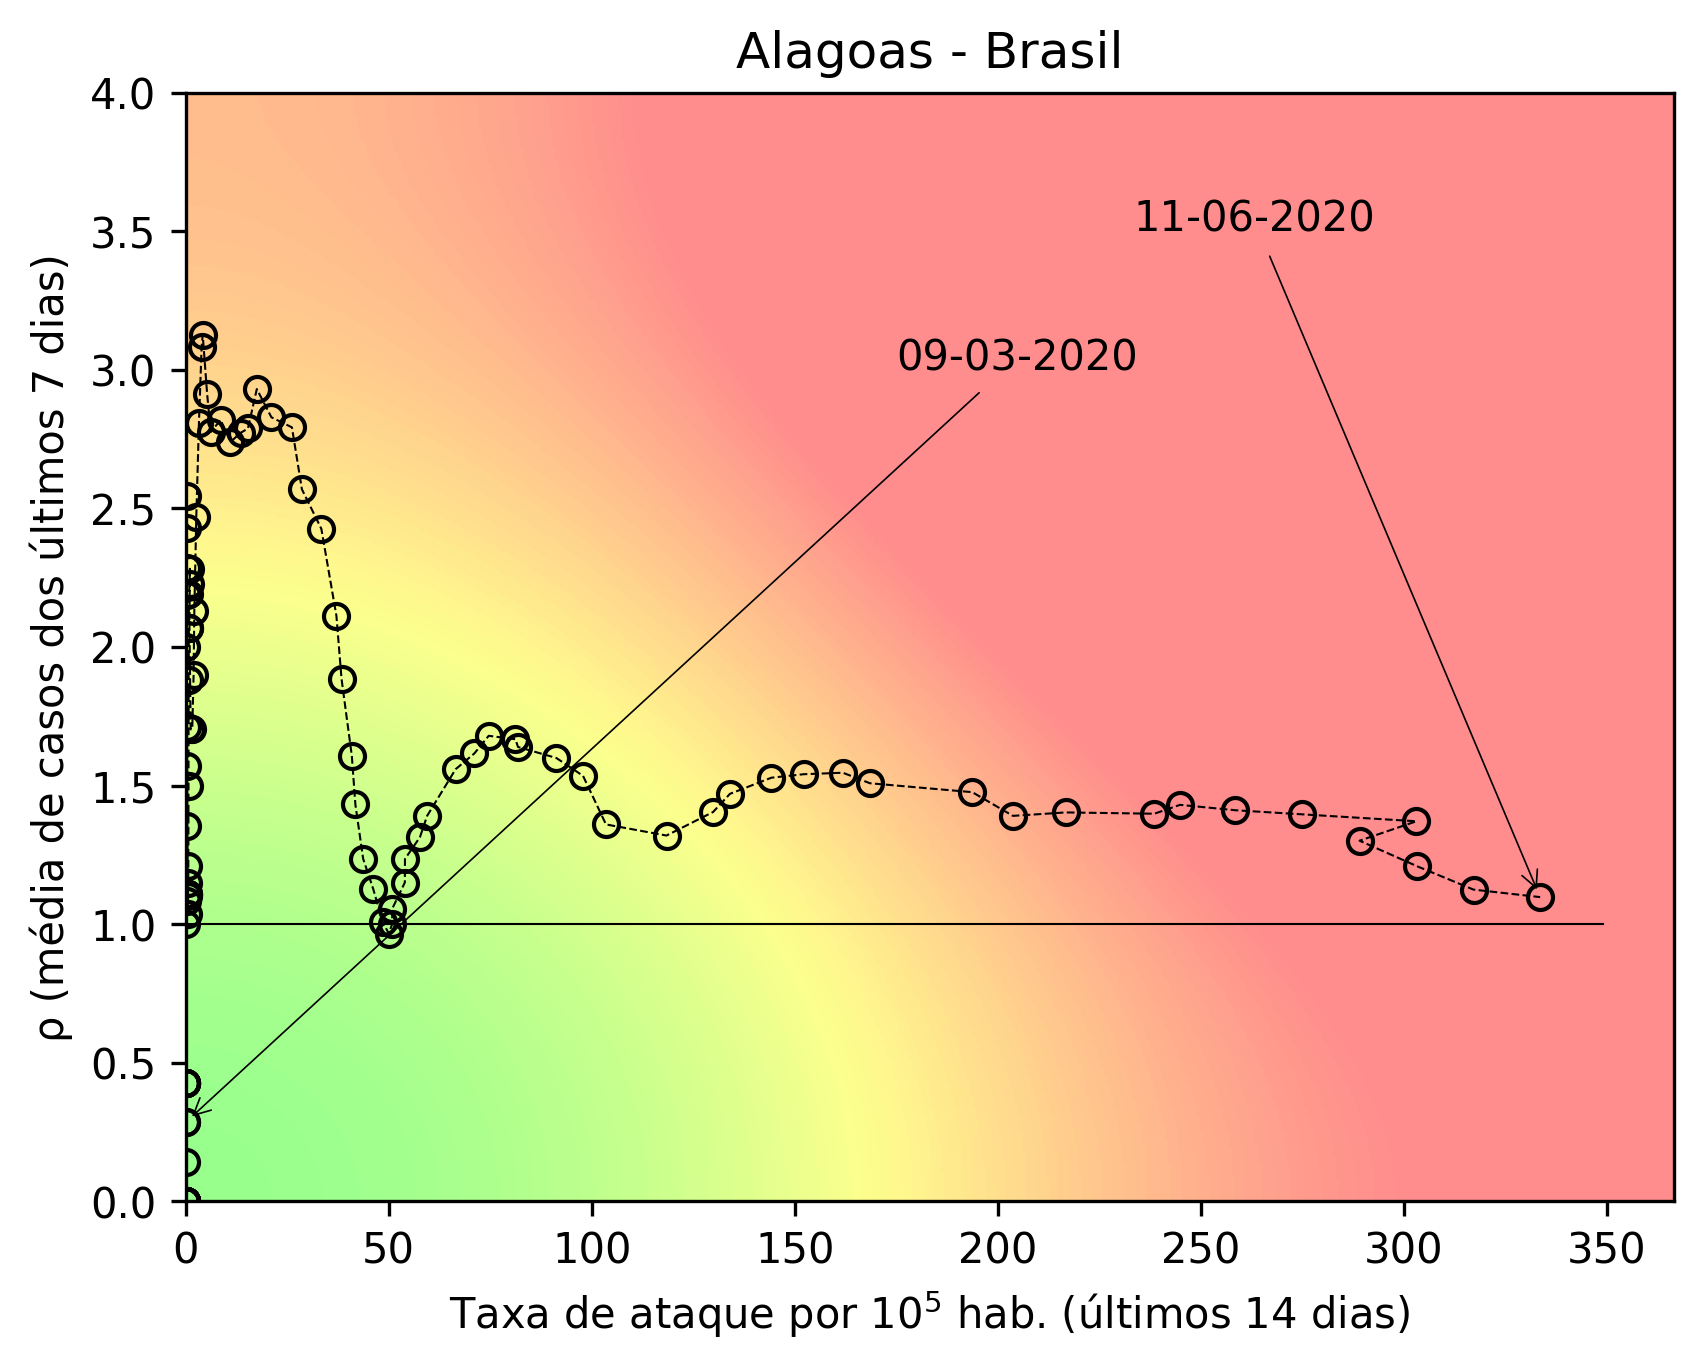 Alagoas - Brasil
4.0
3.5
3.0
2.5
2.0
1.5
1.0
0.5
0.0
ρ (média de casos dos últimos 7 dias)
11-06-2020
09-03-2020
0 50 100 150 200 250 300 350
Taxa de ataque por 10⁵ hab. (últimos 14 dias)